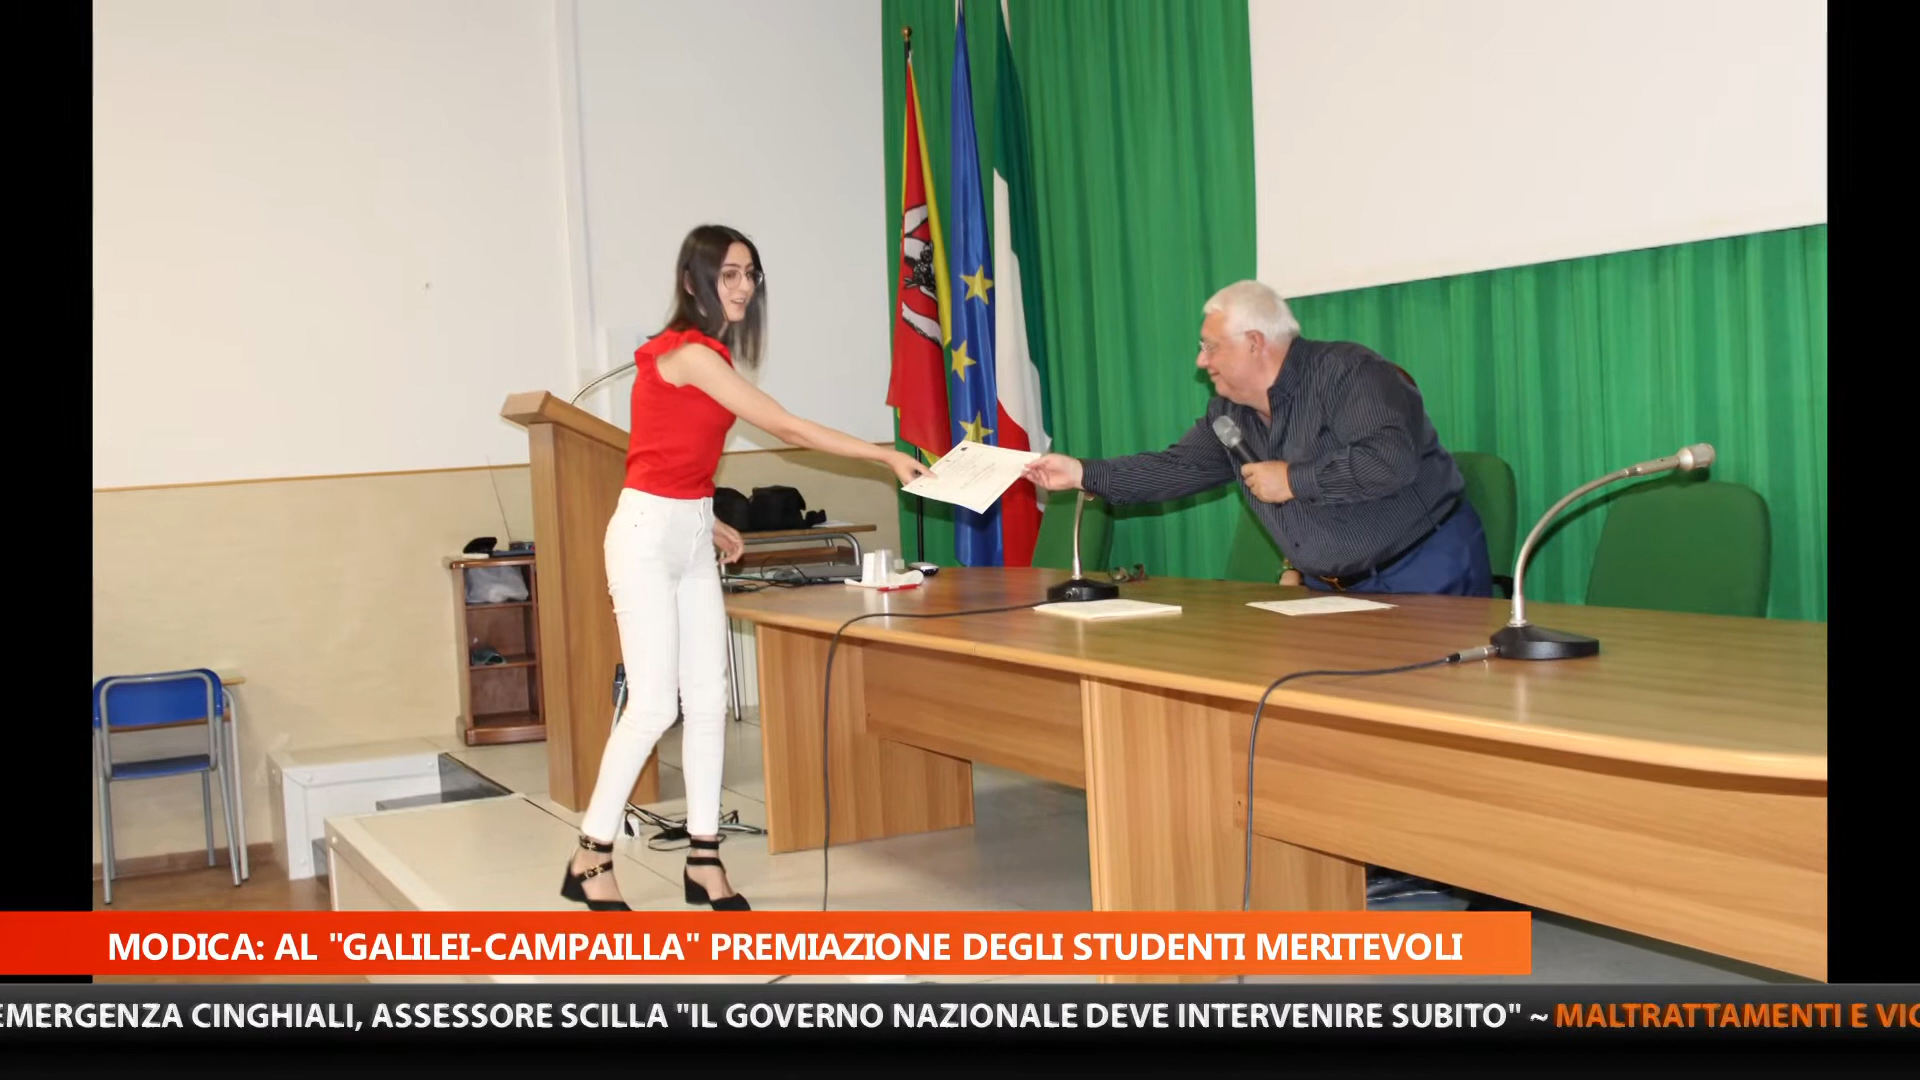 MODICA: AL "GALILEI-CAMPAILLA" PREMIAZIONE DEGLI STUDENTI MERITEVOLI
EMERGENZA CINGHIALI, ASSESSORE SCILLA "IL GOVERNO NAZIONALE DEVE INTERVENIRE SUBITO" ~ MALTRATTAMENTI E